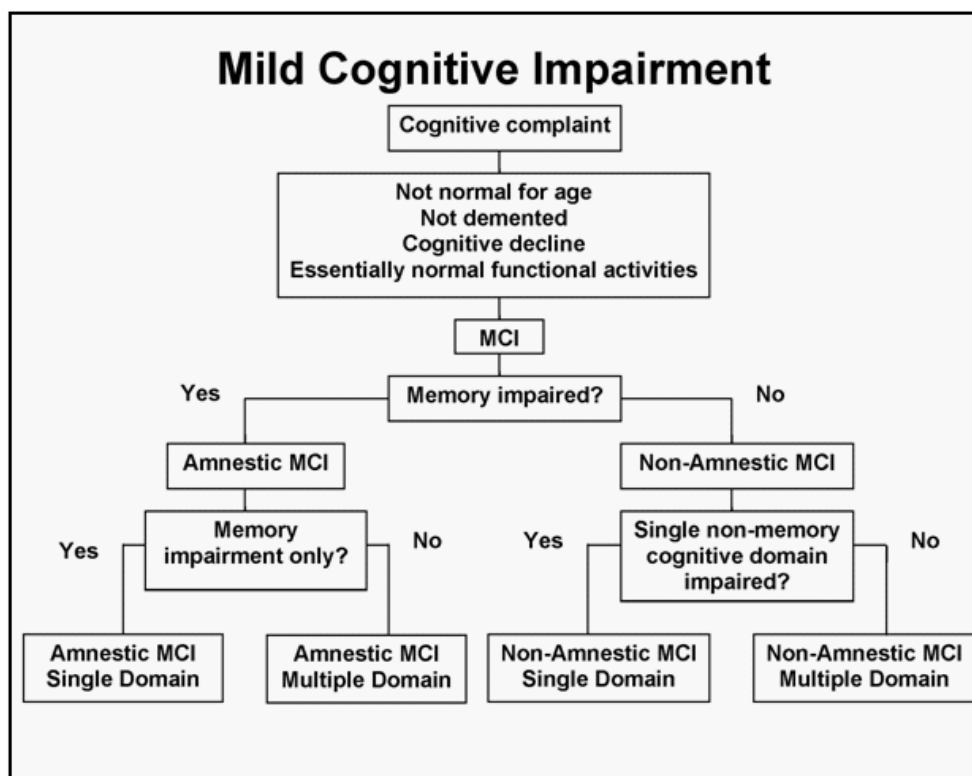 Mild Cognitive Impairment
Cognitive complaint
Not normal for age
Not demented
Cognitive decline
Essentially normal functional activities
MCI
Yes
Memory impaired?
No
Amnestic MCI
Non-Amnestic MCI
Yes
Memory
impairment only?
No
Yes
Single non-memory
cognitive domain
impaired?
No
Amnestic MCI
Single Domain
Amnestic MCI
Multiple Domain
Non-Amnestic MCI
Single Domain
Non-Amnestic MCI
Multiple Domain